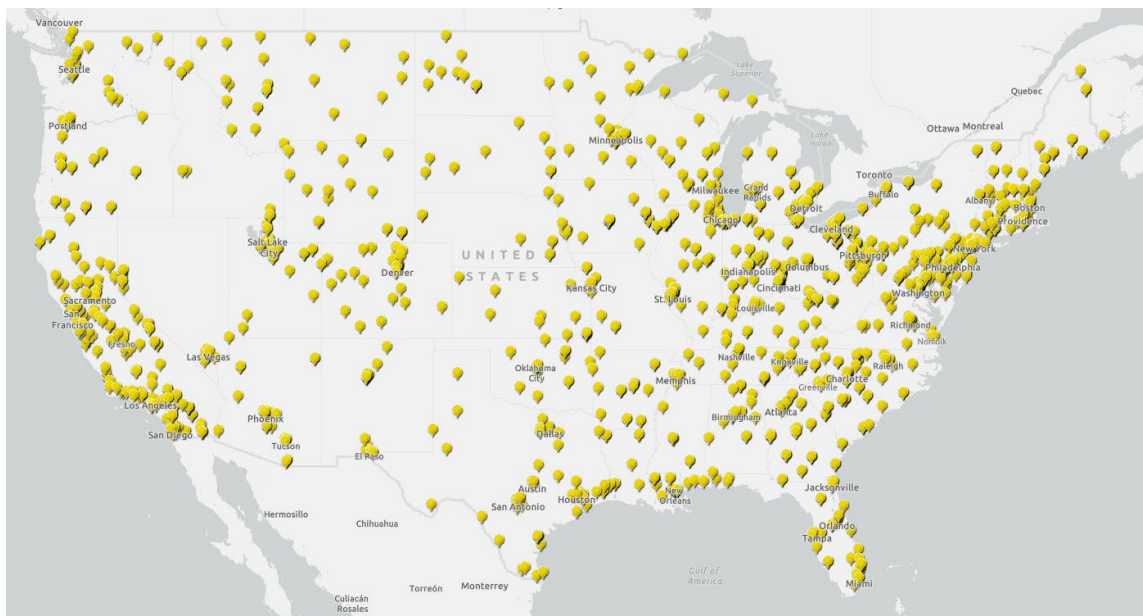 Vancouver
Seattle
Portland
Lake
Superior
Quebec
Ottawa
Montreal
Minneapolis
Lake
Huron
Toronto
Milwaukee
Grand
Rapids
Buffalo
Albany
Boston
Detroit
Chicago
Cleveland
Providence
Salt Lake
City
UNITED
STATES
Denver
New York
Pittsburgh
Philadelphia
Indianapolis
Columbus
Kansas City
Cincinnati
Washington
St. Louis
Sacramento
San
Francisco
Louisville
Richmond
Norfolk
Fresno
Las Vegas
Nashville
Knoxville
Raleigh
Oklahoma
City
Memphis
Charlotte
Greenville
Los Angeles
Phoenix
Birmingham
Atlanta
San Diego
Dallas
Tucson
El Paso
Austin
Jacksonville
Houston
New
Orleans
San Antonio
Hermosillo
Chihuahua
Orlando
Tampa
Gulf of
America
Miami
Monterrey
Torreón
Culiacán
Rosales